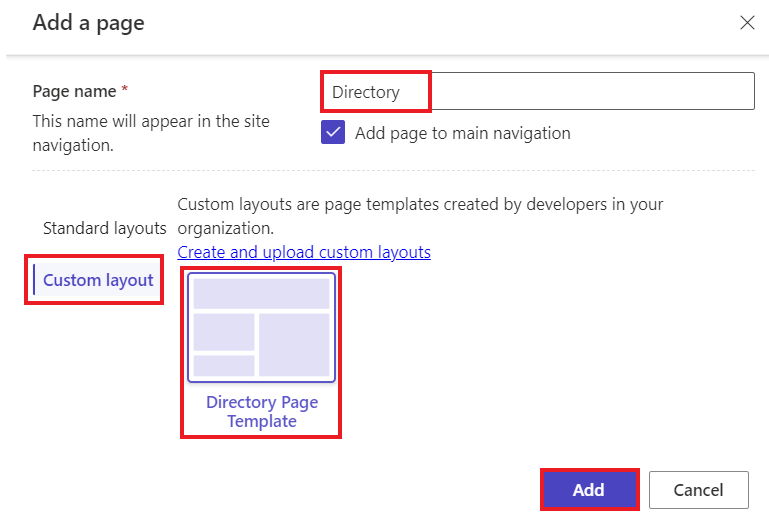 Add a page
Page name *
Directory
This name will appear in the site
navigation.
Add page to main navigation
Custom layouts are page templates created by developers in your
organization.
Create and upload custom layouts
Standard layouts
Custom layout
Directory Page
Template
Add
Cancel